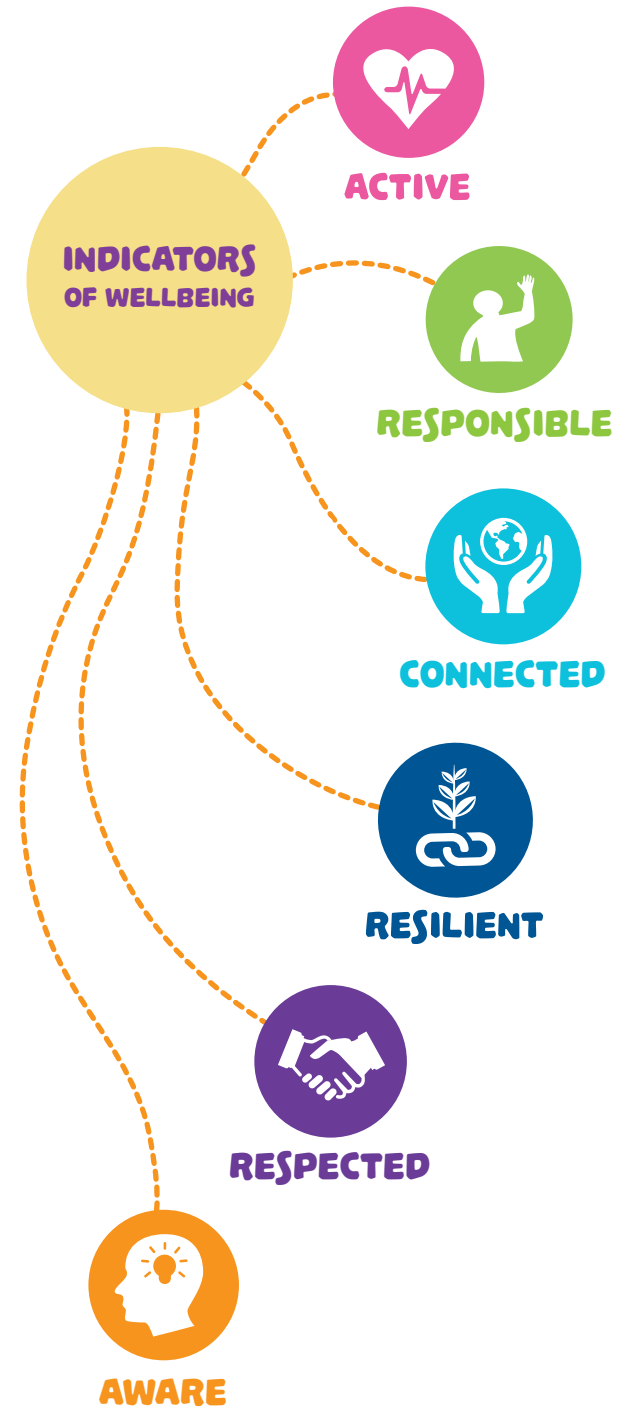 INDICATORS
OF WELLBEING
ACTIVE
RESPONSIBLE
CONNECTED
RESILIENT
RESPECTED
AWARE